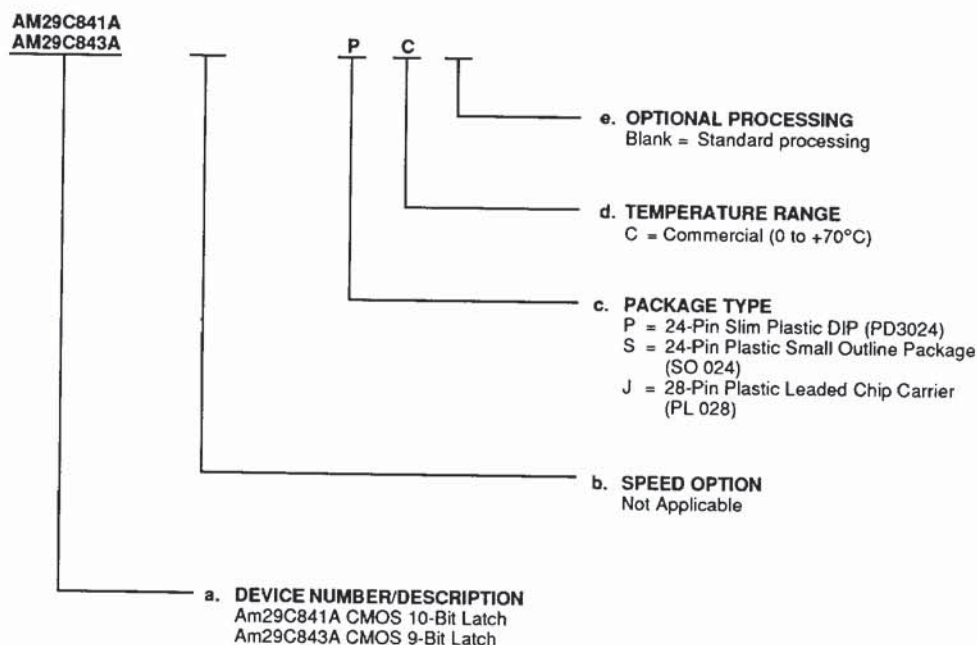 AM29C841A
AM29C843A
P C
e. OPTIONAL PROCESSING
Blank = Standard processing
d. TEMPERATURE RANGE
C = Commercial (0 to +70°C)
c. PACKAGE TYPE
P = 24-Pin Slim Plastic DIP (PD3024)
S = 24-Pin Plastic Small Outline Package
(SO 024)
J = 28-Pin Plastic Leaded Chip Carrier
(PL 028)
b. SPEED OPTION
Not Applicable
a. DEVICE NUMBER/DESCRIPTION
Am29C841A CMOS 10-Bit Latch
Am29C843A CMOS 9-Bit Latch